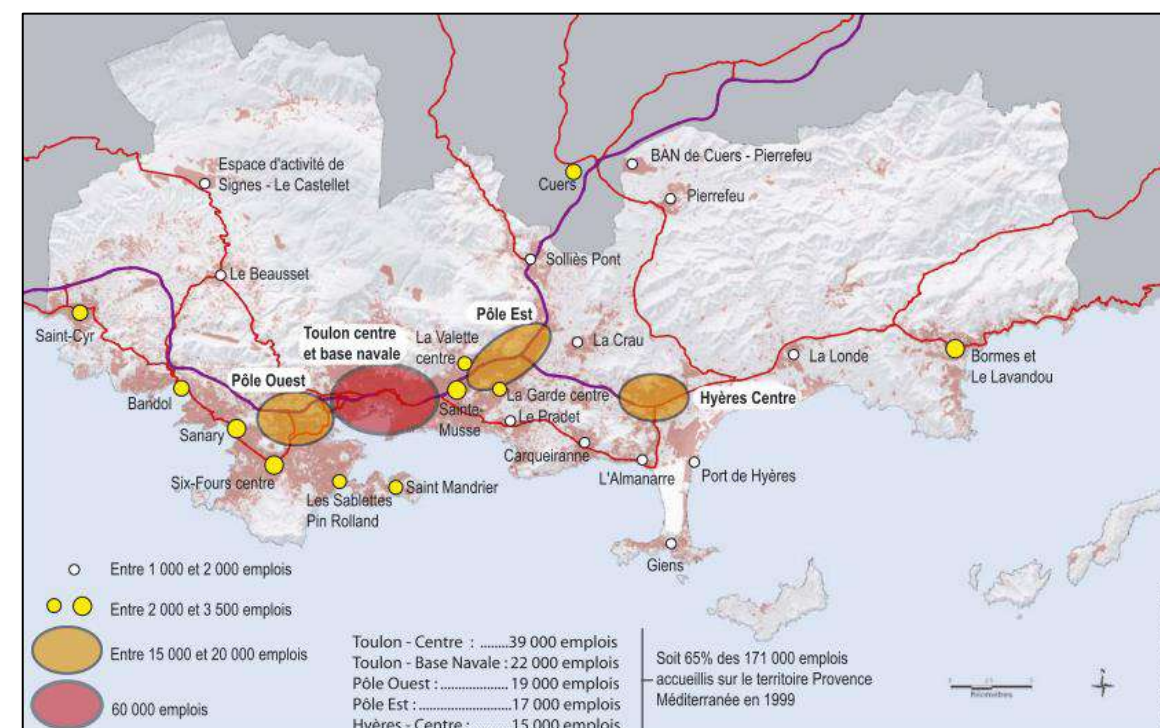 Espace d'activité de
Signes - Le Castellet
Cuers
BAN de Cuers - Pierrefeu
Pierrefeu
Solliès Pont
Le Beausset
Pôle Est
Toulon centre
et base navale
La Valette
centre
La Crau
Saint-Cyr
La Londe
Bormes et
Le Lavandou
Pôle Ouest
Bandol
La Garde centre
Hyères Centre
Sainte-
Musse
Le Pradet
Sanary
Carqueiranne
L'Almanarre
Port de Hyères
Six-Fours centre
Les Sablettes
Pin Rolland
Saint Mandrier
Giens
Entre 1 000 et 2 000 emplois
Entre 2 000 et 3 500 emplois
Entre 15 000 et 20 000 emplois
60 000 emplois
Toulon - Centre : ........39 000 emplois
Toulon - Base Navale : 22 000 emplois
Pôle Ouest :.................... 19 000 emplois
Pôle Est :........................17 000 emplois
Hyères - Centre : .......15 000 emplois
Soit 65% des 171 000 emplois
accueillis sur le territoire Provence
Méditerranée en 1999